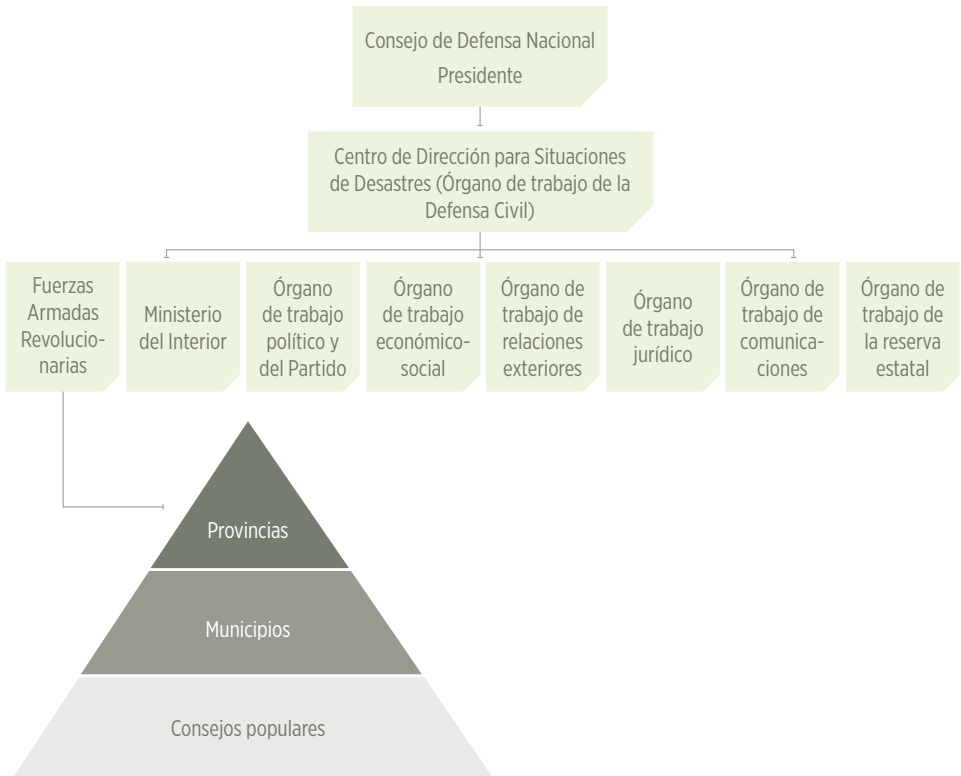 Consejo de Defensa Nacional
Presidente
Centro de Dirección para Situaciones
de Desastres (Órgano de trabajo de la
Defensa Civil)
Fuerzas
Armadas
Revolucio-
narias
Ministerio
del Interior
Órgano
de trabajo
político y
del Partido
Órgano
de trabajo
económico-
social
Órgano de
trabajo de
relaciones
exteriores
Órgano
de trabajo
jurídico
Órgano de
trabajo de
comunica-
ciones
Órgano de
trabajo de
la reserva
estatal
Provincias
Municipios
Consejos populares